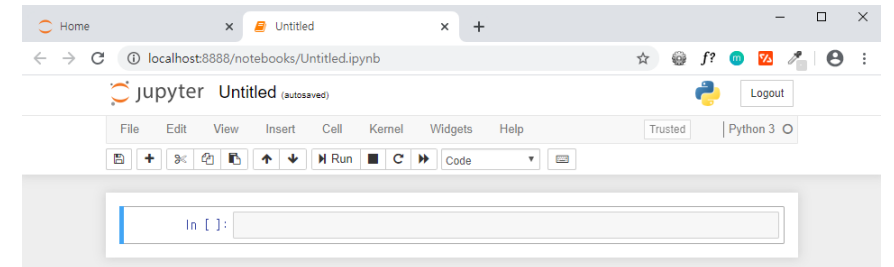 Home Untitled
localhost:8888/notebooks/Untitled.ipynb f? m
jupyter Untitled (autosaved) Logout
File Edit View Insert Cell Kernel Widgets Help Trusted Python 3
Run C Code
In [ ]: